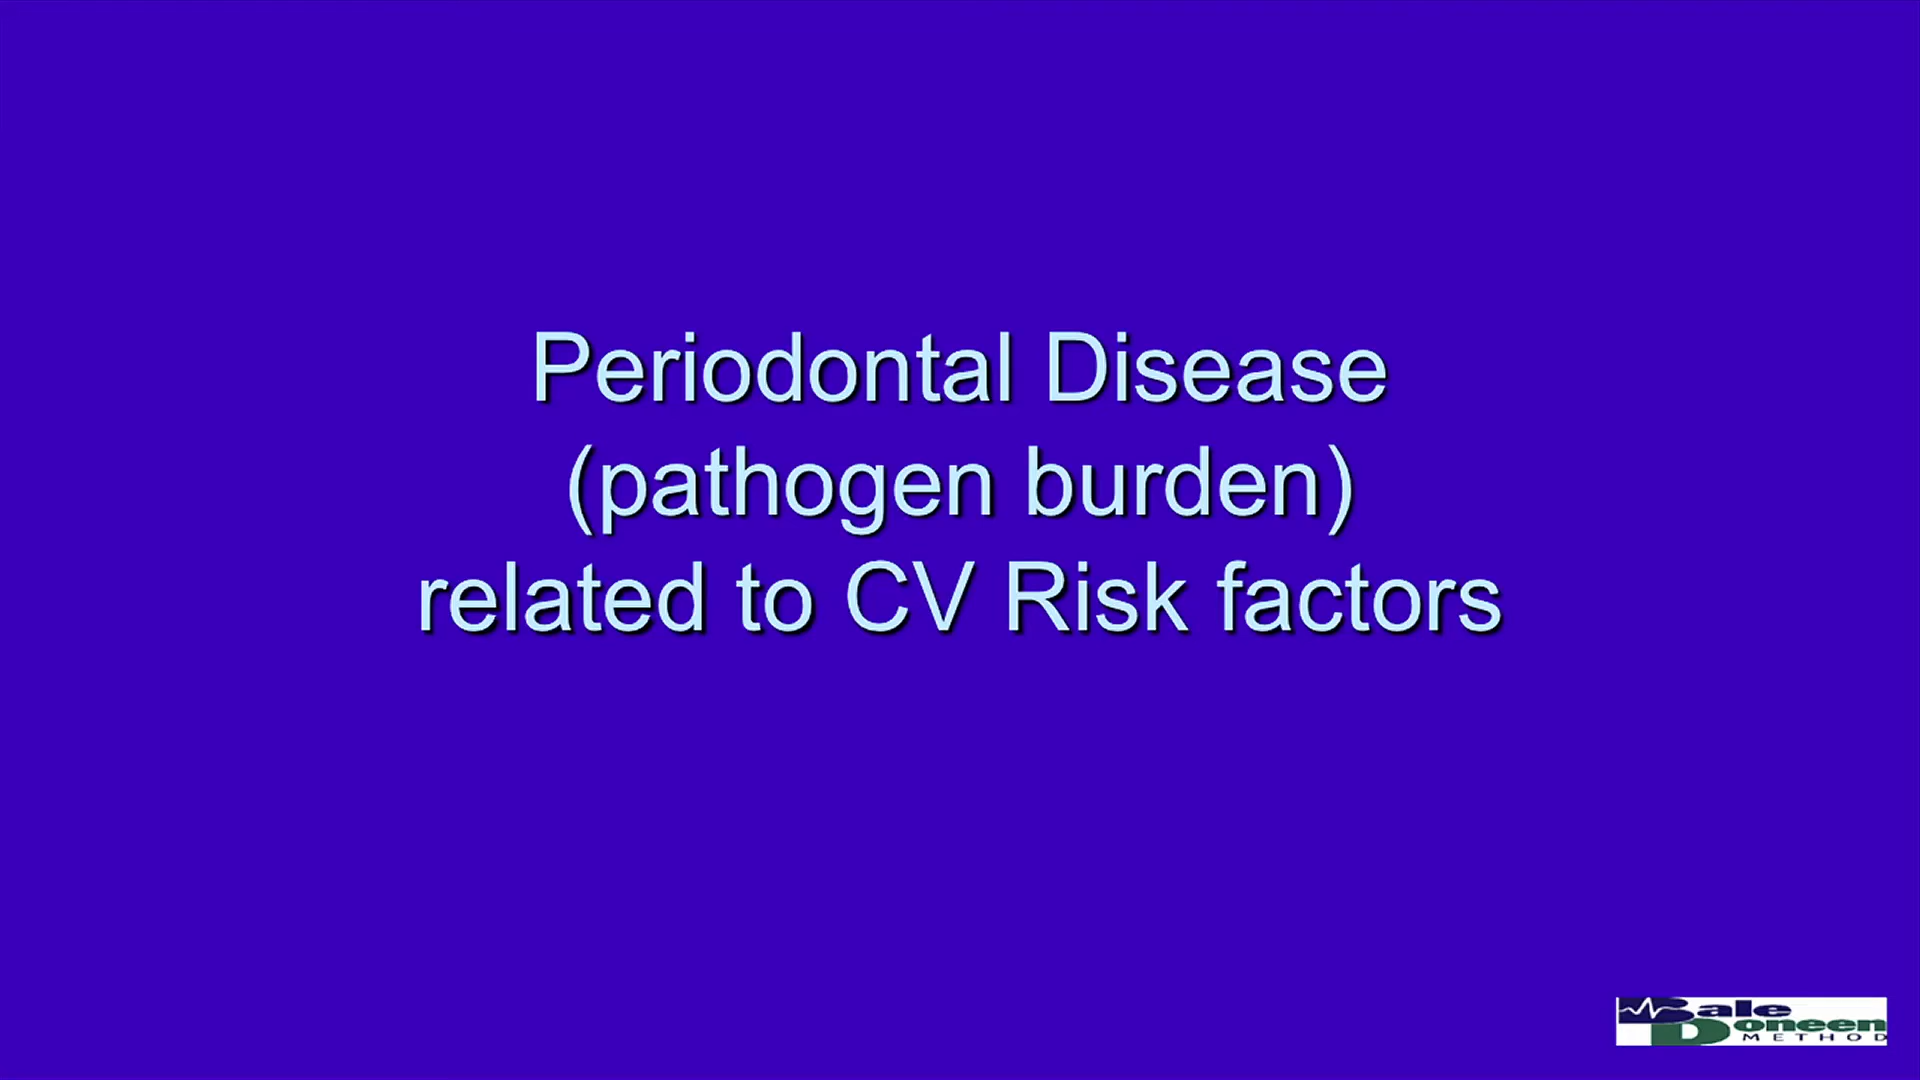 Periodontal Disease
(pathogen burden)
related to CV Risk factors
Bale
Doneen
METHOD